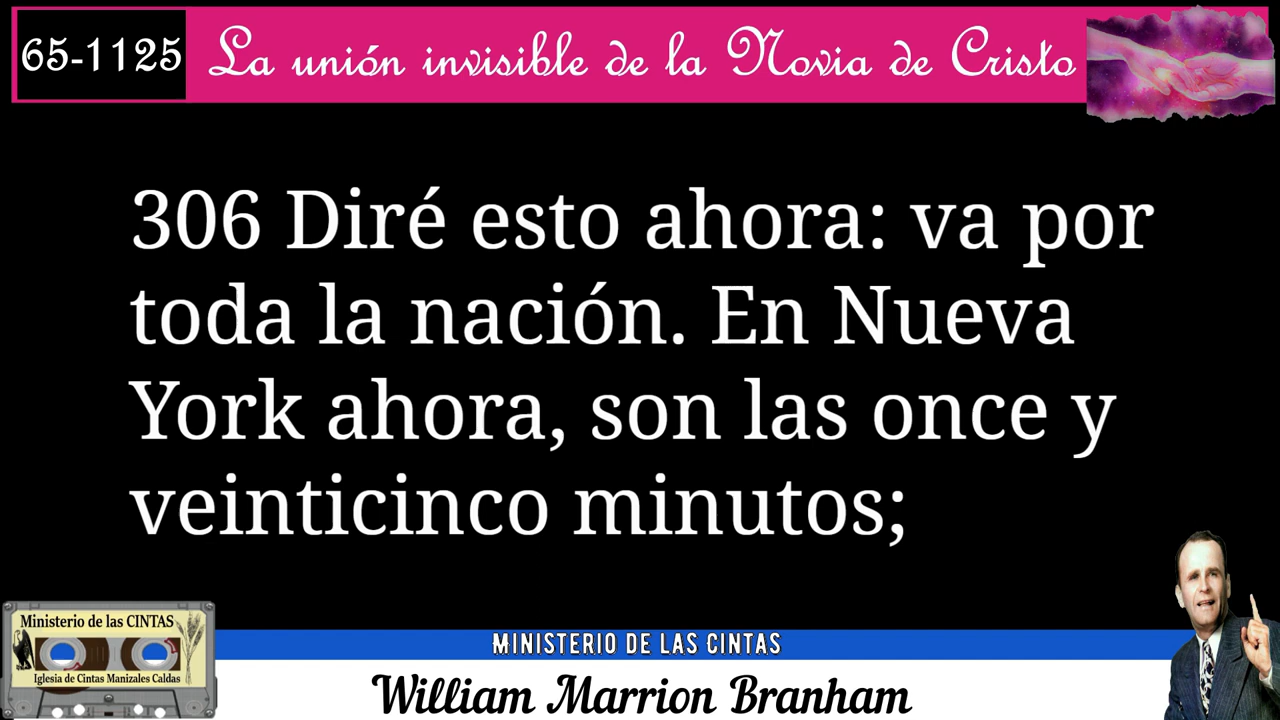 65-1125
La unión invisible de la Novia de Cristo
306 Diré esto ahora: va por
toda la nación. En Nueva
York ahora, son las once y
veinticinco minutos;
Ministerio de las CINTAS
Iglesia de Cintas Manizales Caldas
MINISTERIO DE LAS CINTAS
William Marrion Branham